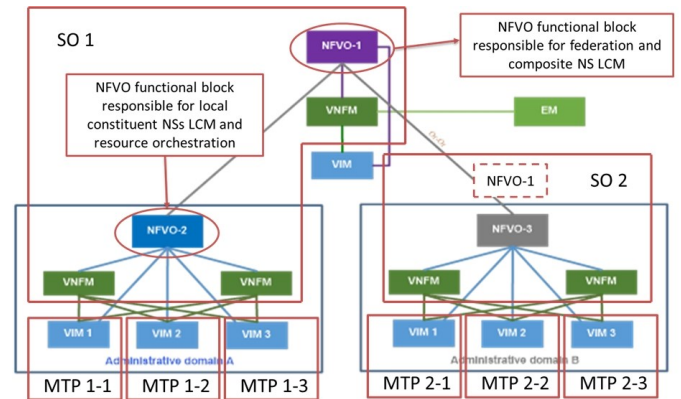 SO 1
NFVO-1
NFVO functional block
responsible for federation and
composite NS LCM
NFVO functional block
responsible for local
constituent NSs LCM and
resource orchestration
VNFM
EM
VIM
Or-Or
NFVO-1
SO 2
NFVO-2
NFVO-3
VNFM
VNFM
VNFM
VNFM
VIM 1
VIM 2
VIM 3
VIM 1
VIM 2
VIM 3
Administrative domain A
Administrative domain B
MTP 1-1
MTP 1-2
MTP 1-3
MTP 2-1
MTP 2-2
MTP 2-3